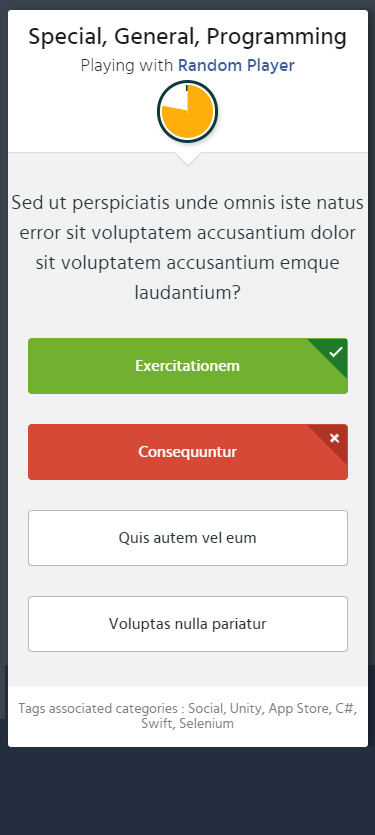 Special, General, Programming
Playing with Random Player
Sed ut perspiciatis unde omnis iste natus
error sit voluptatem accusantium dolor
sit voluptatem accusantium emque
laudantium?
Exercitationem
Consequuntur
Quis autem vel eum
Voluptas nulla pariatur
Tags associated categories : Social, Unity, App Store, C#,
Swift, Selenium